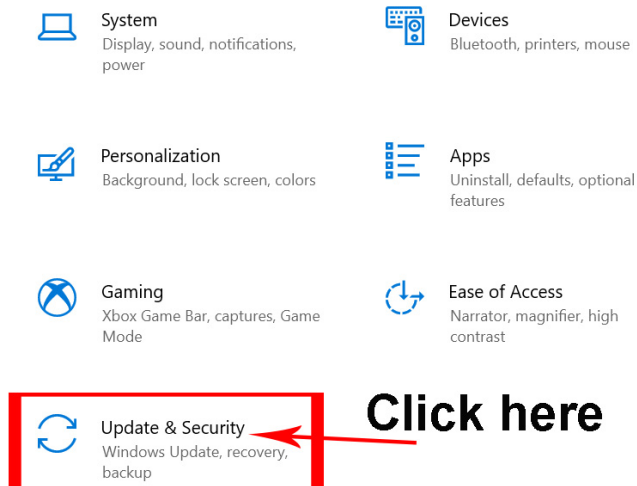 System
Display, sound, notifications,
power
Devices
Bluetooth, printers, mouse
Personalization
Background, lock screen, colors
Apps
Uninstall, defaults, optional
features
Gaming
Xbox Game Bar, captures, Game
Mode
Ease of Access
Narrator, magnifier, high
contrast
Update & Security
Windows Update, recovery,
backup
Click here